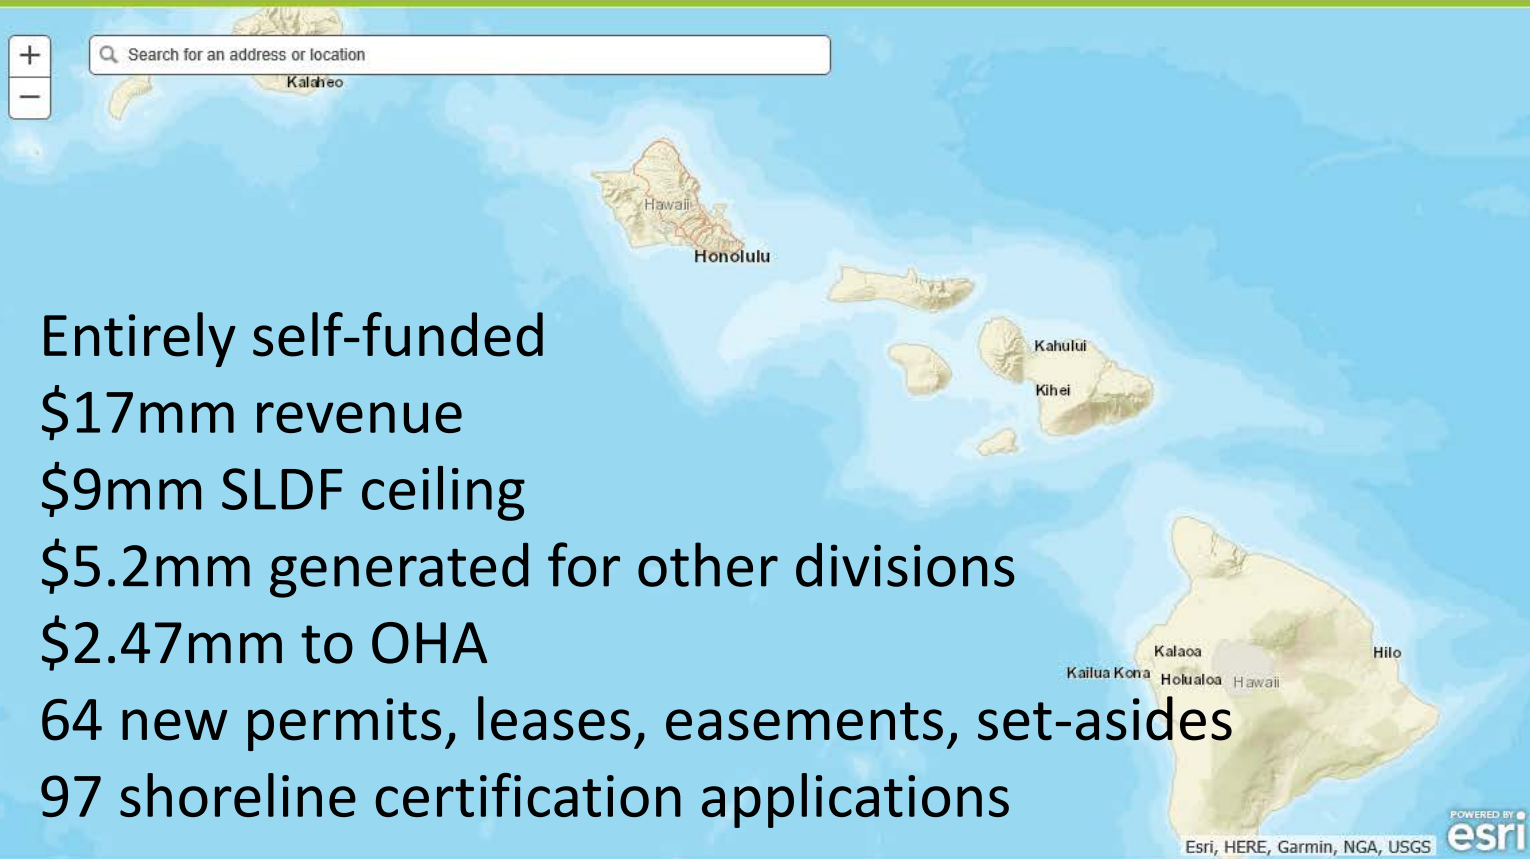 +
Search for an address or location
−
Kalaheo
Hawaii
Honolulu
Kahului
Kihei
Entirely self-funded
$17mm revenue
$9mm SLDF ceiling
$5.2mm generated for other divisions
$2.47mm to OHA
64 new permits, leases, easements, set-asides
97 shoreline certification applications
Kalaoa
Hilo
Kailua Kona
Holualoa
Hawaii
POWERED BY
esri
Esri, HERE, Garmin, NGA, USGS